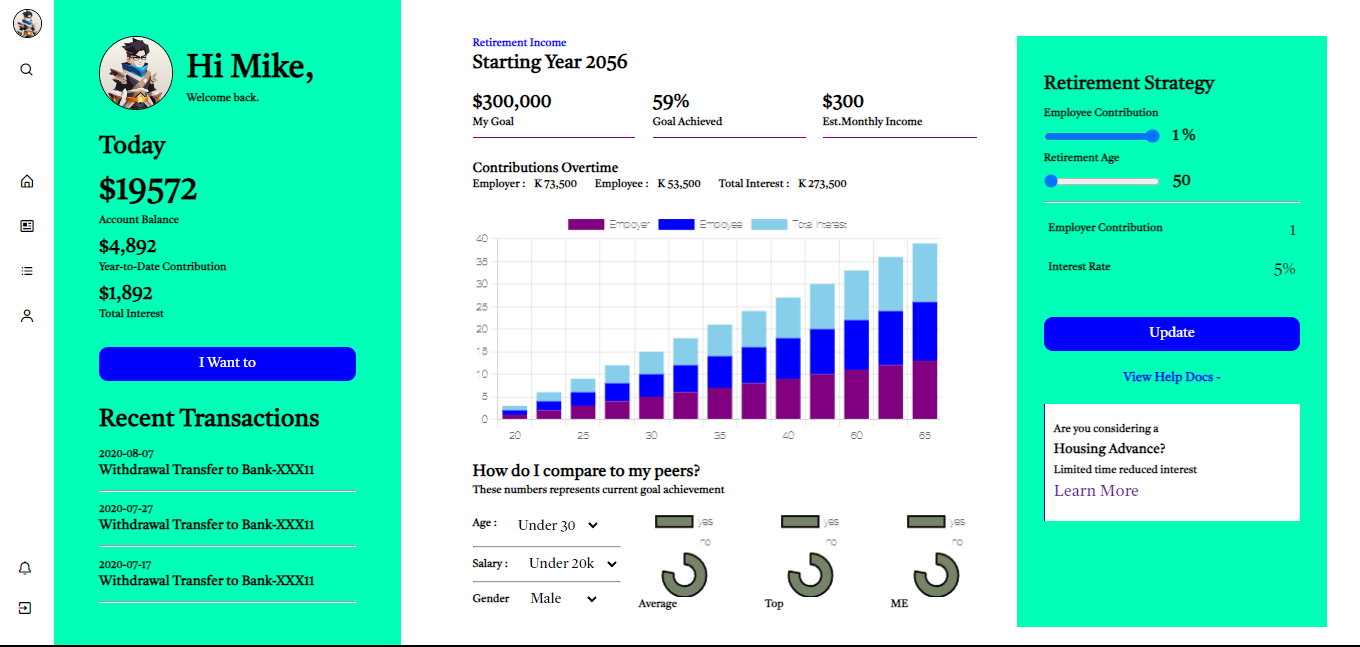 Hi Mike,
Welcome back.
Today
$19572
Account Balance
$4,892
Year-to-Date Contribution
$1,892
Total Interest
I Want to
Recent Transactions
2020-08-07
Withdrawal Transfer to Bank-XXX11
2020-07-27
Withdrawal Transfer to Bank-XXX11
2020-07-17
Withdrawal Transfer to Bank-XXX11
Retirement Income
Starting Year 2056
$300,000 59% $300
My Goal Goal Achieved Est.Monthly Income
Contributions Overtime
Employer : K 73,500 Employee : K 53,500 Total Interest : K 273,500
Employer Employee Total Interest
40
35
30
25
20
15
10
5
0
20 25 30 35 40 60 65
How do I compare to my peers?
These numbers represents current goal achievement
Age : Under 30
Salary : Under 20k
Gender Male
yes yes yes
no no no
Average Top ME
Retirement Strategy
Employee Contribution
1 %
Retirement Age
50
Employer Contribution 1
Interest Rate 5%
Update
View Help Docs -
Are you considering a
Housing Advance?
Limited time reduced interest
Learn More